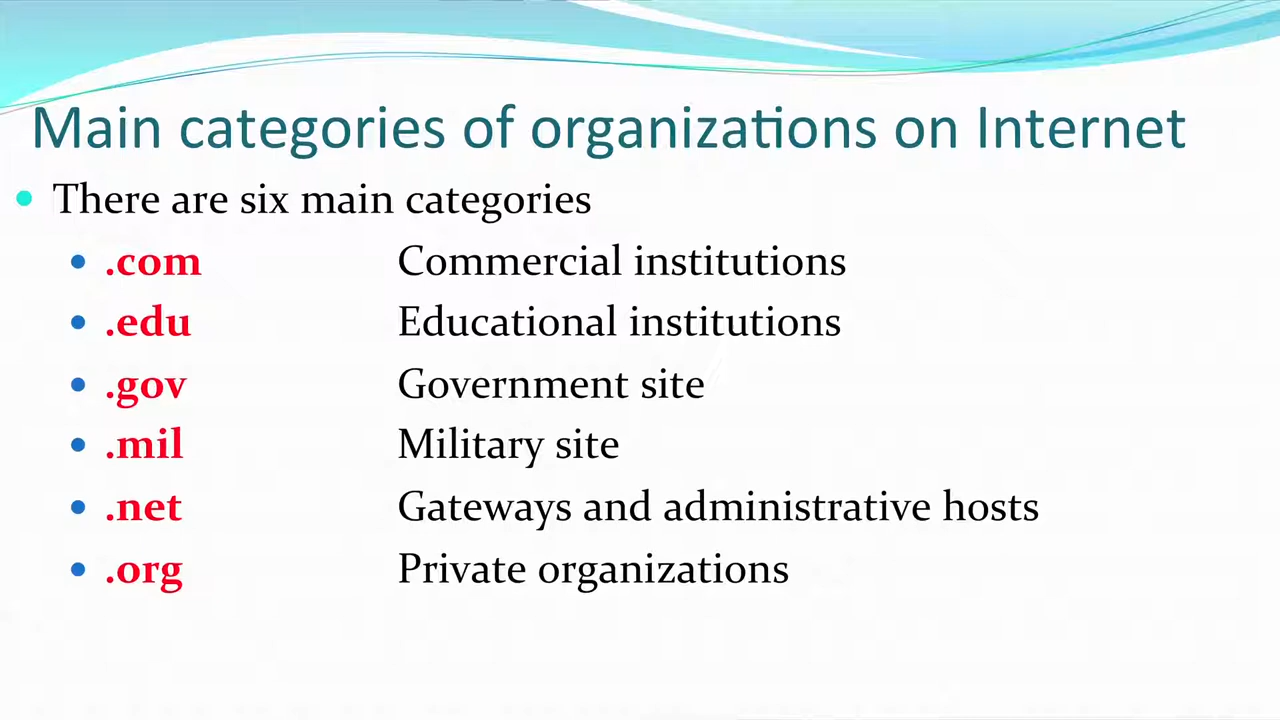 Main categories of organizations on Internet
There are six main categories
.com Commercial institutions
.edu Educational institutions
.gov Government site
.mil Military site
.net Gateways and administrative hosts
.org Private organizations